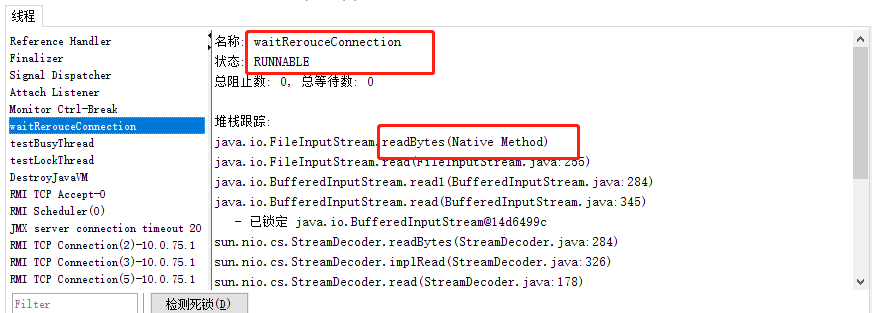 线程
Reference Handler
Finalizer
Signal Dispatcher
Attach Listener
Monitor Ctrl-Break
waitRerouceConnection
testBusyThread
testLockThread
DestroyJavaVM
RMI TCP Accept-0
RMI Scheduler(0)
JMX server connection timeout 20
RMI TCP Connection(2)-10.0.75.1
RMI TCP Connection(3)-10.0.75.1
RMI TCP Connection(5)-10.0.75.1
Filter
检测死锁(D)
名称: waitRerouceConnection
状态: RUNNABLE
总阻止数: 0, 总等待数: 0
堆栈跟踪:
java.io.FileInputStream.readBytes(Native Method)
java.io.FileInputStream.read(FileInputStream.java:255)
java.io.BufferedInputStream.read1(BufferedInputStream.java:284)
java.io.BufferedInputStream.read(BufferedInputStream.java:345)
- 已锁定 java.io.BufferedInputStream@14d6499c
sun.nio.cs.StreamDecoder.readBytes(StreamDecoder.java:284)
sun.nio.cs.StreamDecoder.implRead(StreamDecoder.java:326)
sun.nio.cs.StreamDecoder.read(StreamDecoder.java:178)